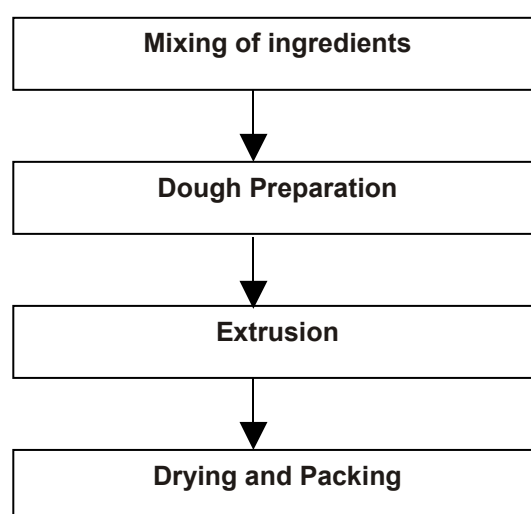 Mixing of ingredients
Dough Preparation
Extrusion
Drying and Packing